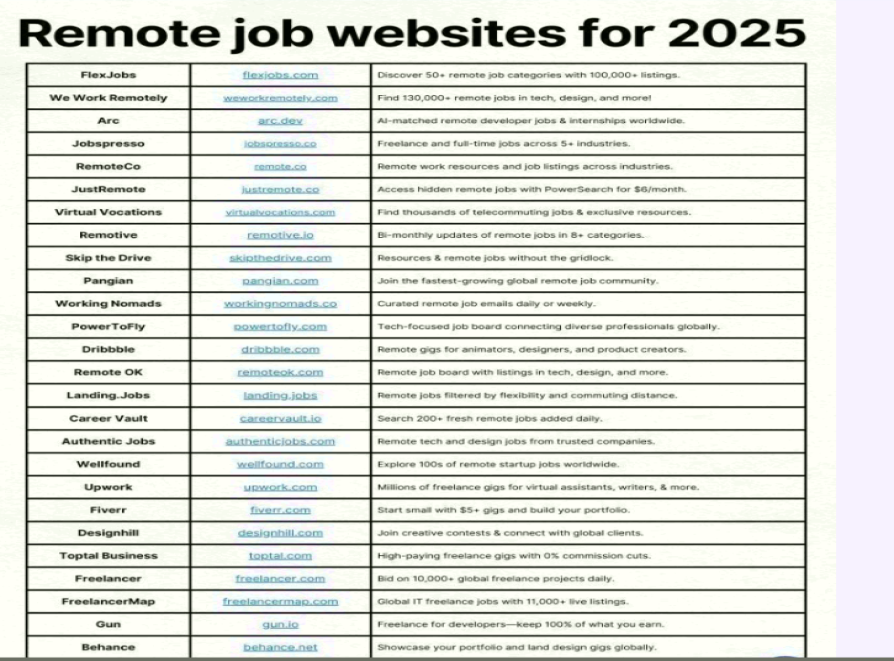 Remote job websites for 2025
FlexJobs flexjobs.com Discover 50+ remote job categories with 100,000+ listings.
We Work Remotely weworkremotely.com Find 130,000+ remote jobs in tech, design, and more!
Arc arc.dev AI-matched remote developer jobs & internships worldwide.
Jobspresso jobspresso.co Freelance and full-time jobs across 5+ industries.
RemoteCo remote.co Remote work resources and job listings across industries.
JustRemote justremote.co Access hidden remote jobs with PowerSearch for $6/month.
Virtual Vocations virtualvocations.com Find thousands of telecommuting jobs & exclusive resources.
Remotive remotive.io Bi-monthly updates of remote jobs in 8+ categories.
Skip the Drive skipthedrive.com Resources & remote jobs without the gridlock.
Pangian pangian.com Join the fastest-growing global remote job community.
Working Nomads workingnomads.co Curated remote job emails daily or weekly.
PowerToFly powertofly.com Tech-focused job board connecting diverse professionals globally.
Dribbble dribbble.com Remote gigs for animators, designers, and product creators.
Remote OK remoteok.com Remote job board with listings in tech, design, and more.
Landing.Jobs landing.jobs Remote jobs filtered by flexibility and commuting distance.
Career Vault careervault.io Search 200+ fresh remote jobs added daily.
Authentic Jobs authenticjobs.com Remote tech and design jobs from trusted companies.
Wellfound wellfound.com Explore 100s of remote startup jobs worldwide.
Upwork upwork.com Millions of freelance gigs for virtual assistants, writers, & more.
Fiverr fiverr.com Start small with $5+ gigs and build your portfolio.
Designhill designhill.com Join creative contests & connect with global clients.
Toptal Business toptal.com High-paying freelance gigs with 0% commission cuts.
Freelancer freelancer.com Bid on 10,000+ global freelance projects daily.
FreelancerMap freelancermap.com Global IT freelance jobs with 11,000+ live listings.
Gun gun.io Freelance for developers—keep 100% of what you earn.
Behance behance.net Showcase your portfolio and land design gigs globally.